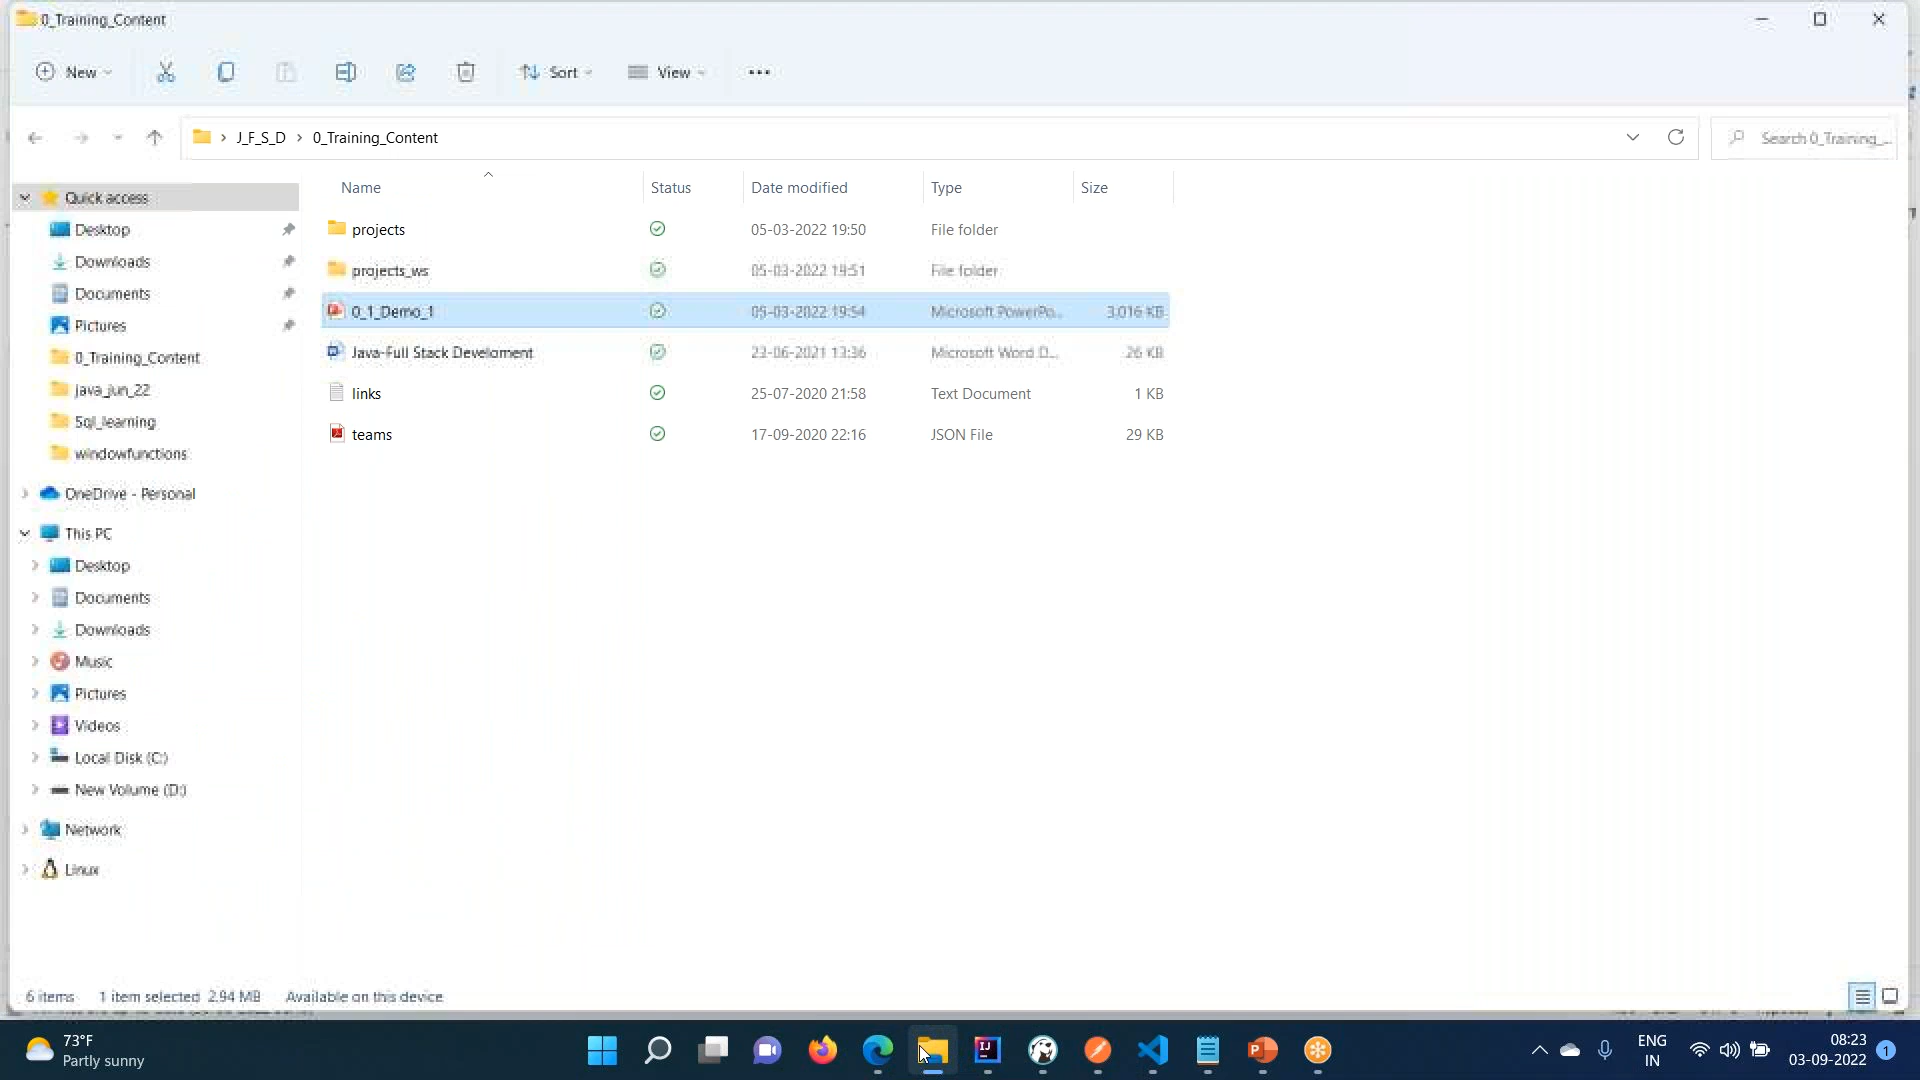 0_Training_Content
New
Sort
View
J_F_S_D
0_Training_Content
Search 0_Training_...
Name
Status
Date modified
Type
Size
Quick access
Desktop
Downloads
Documents
Pictures
0_Training_Content
java_jun_22
Sql_learning
windowfunctions
OneDrive - Personal
This PC
Desktop
Documents
Downloads
Music
Pictures
Videos
Local Disk (C:)
New Volume (D:)
Network
Linux
projects 05-03-2022 19:50 File folder
projects_ws 05-03-2022 19:51 File folder
0_1_Demo_1 05-03-2022 19:54 Microsoft PowerPo... 3,016 KB
Java-Full Stack Develoment 23-06-2021 13:36 Microsoft Word D... 26 KB
links 25-07-2020 21:58 Text Document 1 KB
teams 17-09-2020 22:16 JSON File 29 KB
6 items 1 item selected 2.94 MB Available on this device
73°F
Partly sunny
ENG
IN
08:23
03-09-2022
1